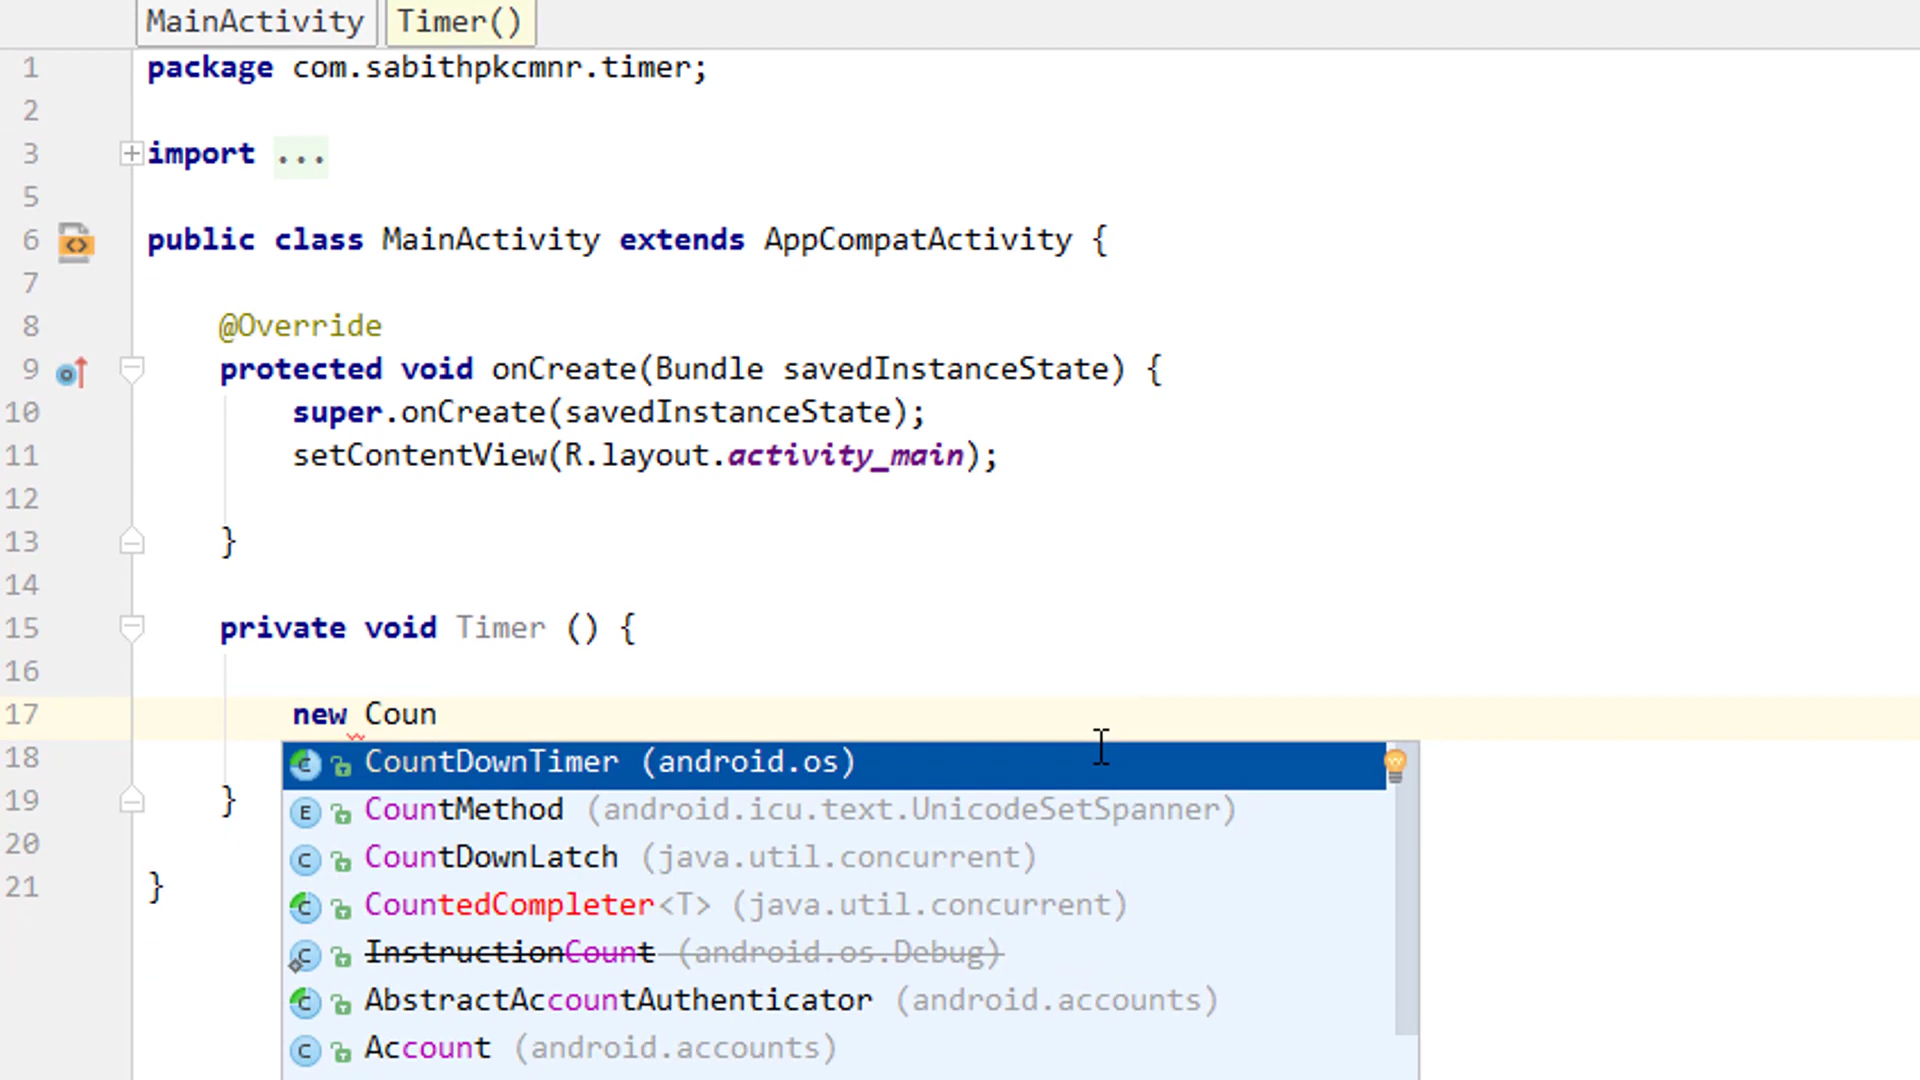 MainActivity Timer()
1 package com.sabithpkcmnr.timer;
2
3 import ...
5
6 public class MainActivity extends AppCompatActivity {
7
8 @Override
9 protected void onCreate(Bundle savedInstanceState) {
10 super.onCreate(savedInstanceState);
11 setContentView(R.layout.activity_main);
12
13 }
14
15 private void Timer () {
16
17 new Coun
18 CountDownTimer (android.os)
19 }
CountMethod (android.icu.text.UnicodeSetSpanner)
20 CountDownLatch (java.util.concurrent)
21 }
CountedCompleter<T> (java.util.concurrent)
InstructionCount (android.os.Debug)
AbstractAccountAuthenticator (android.accounts)
Account (android.accounts)